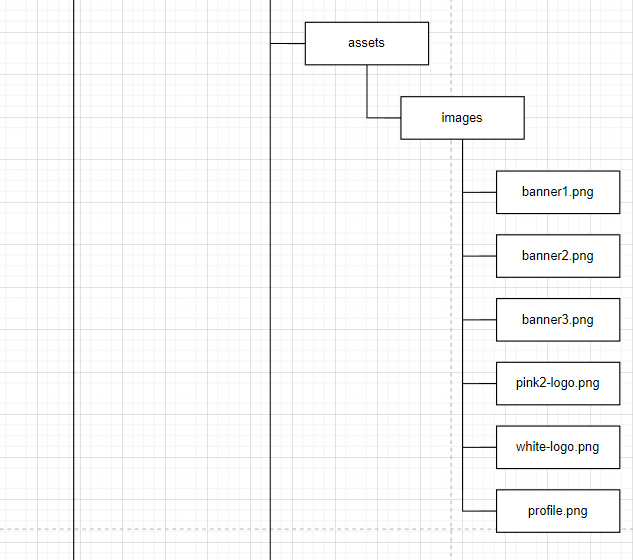 assets
images
banner1.png
banner2.png
banner3.png
pink2-logo.png
white-logo.png
profile.png